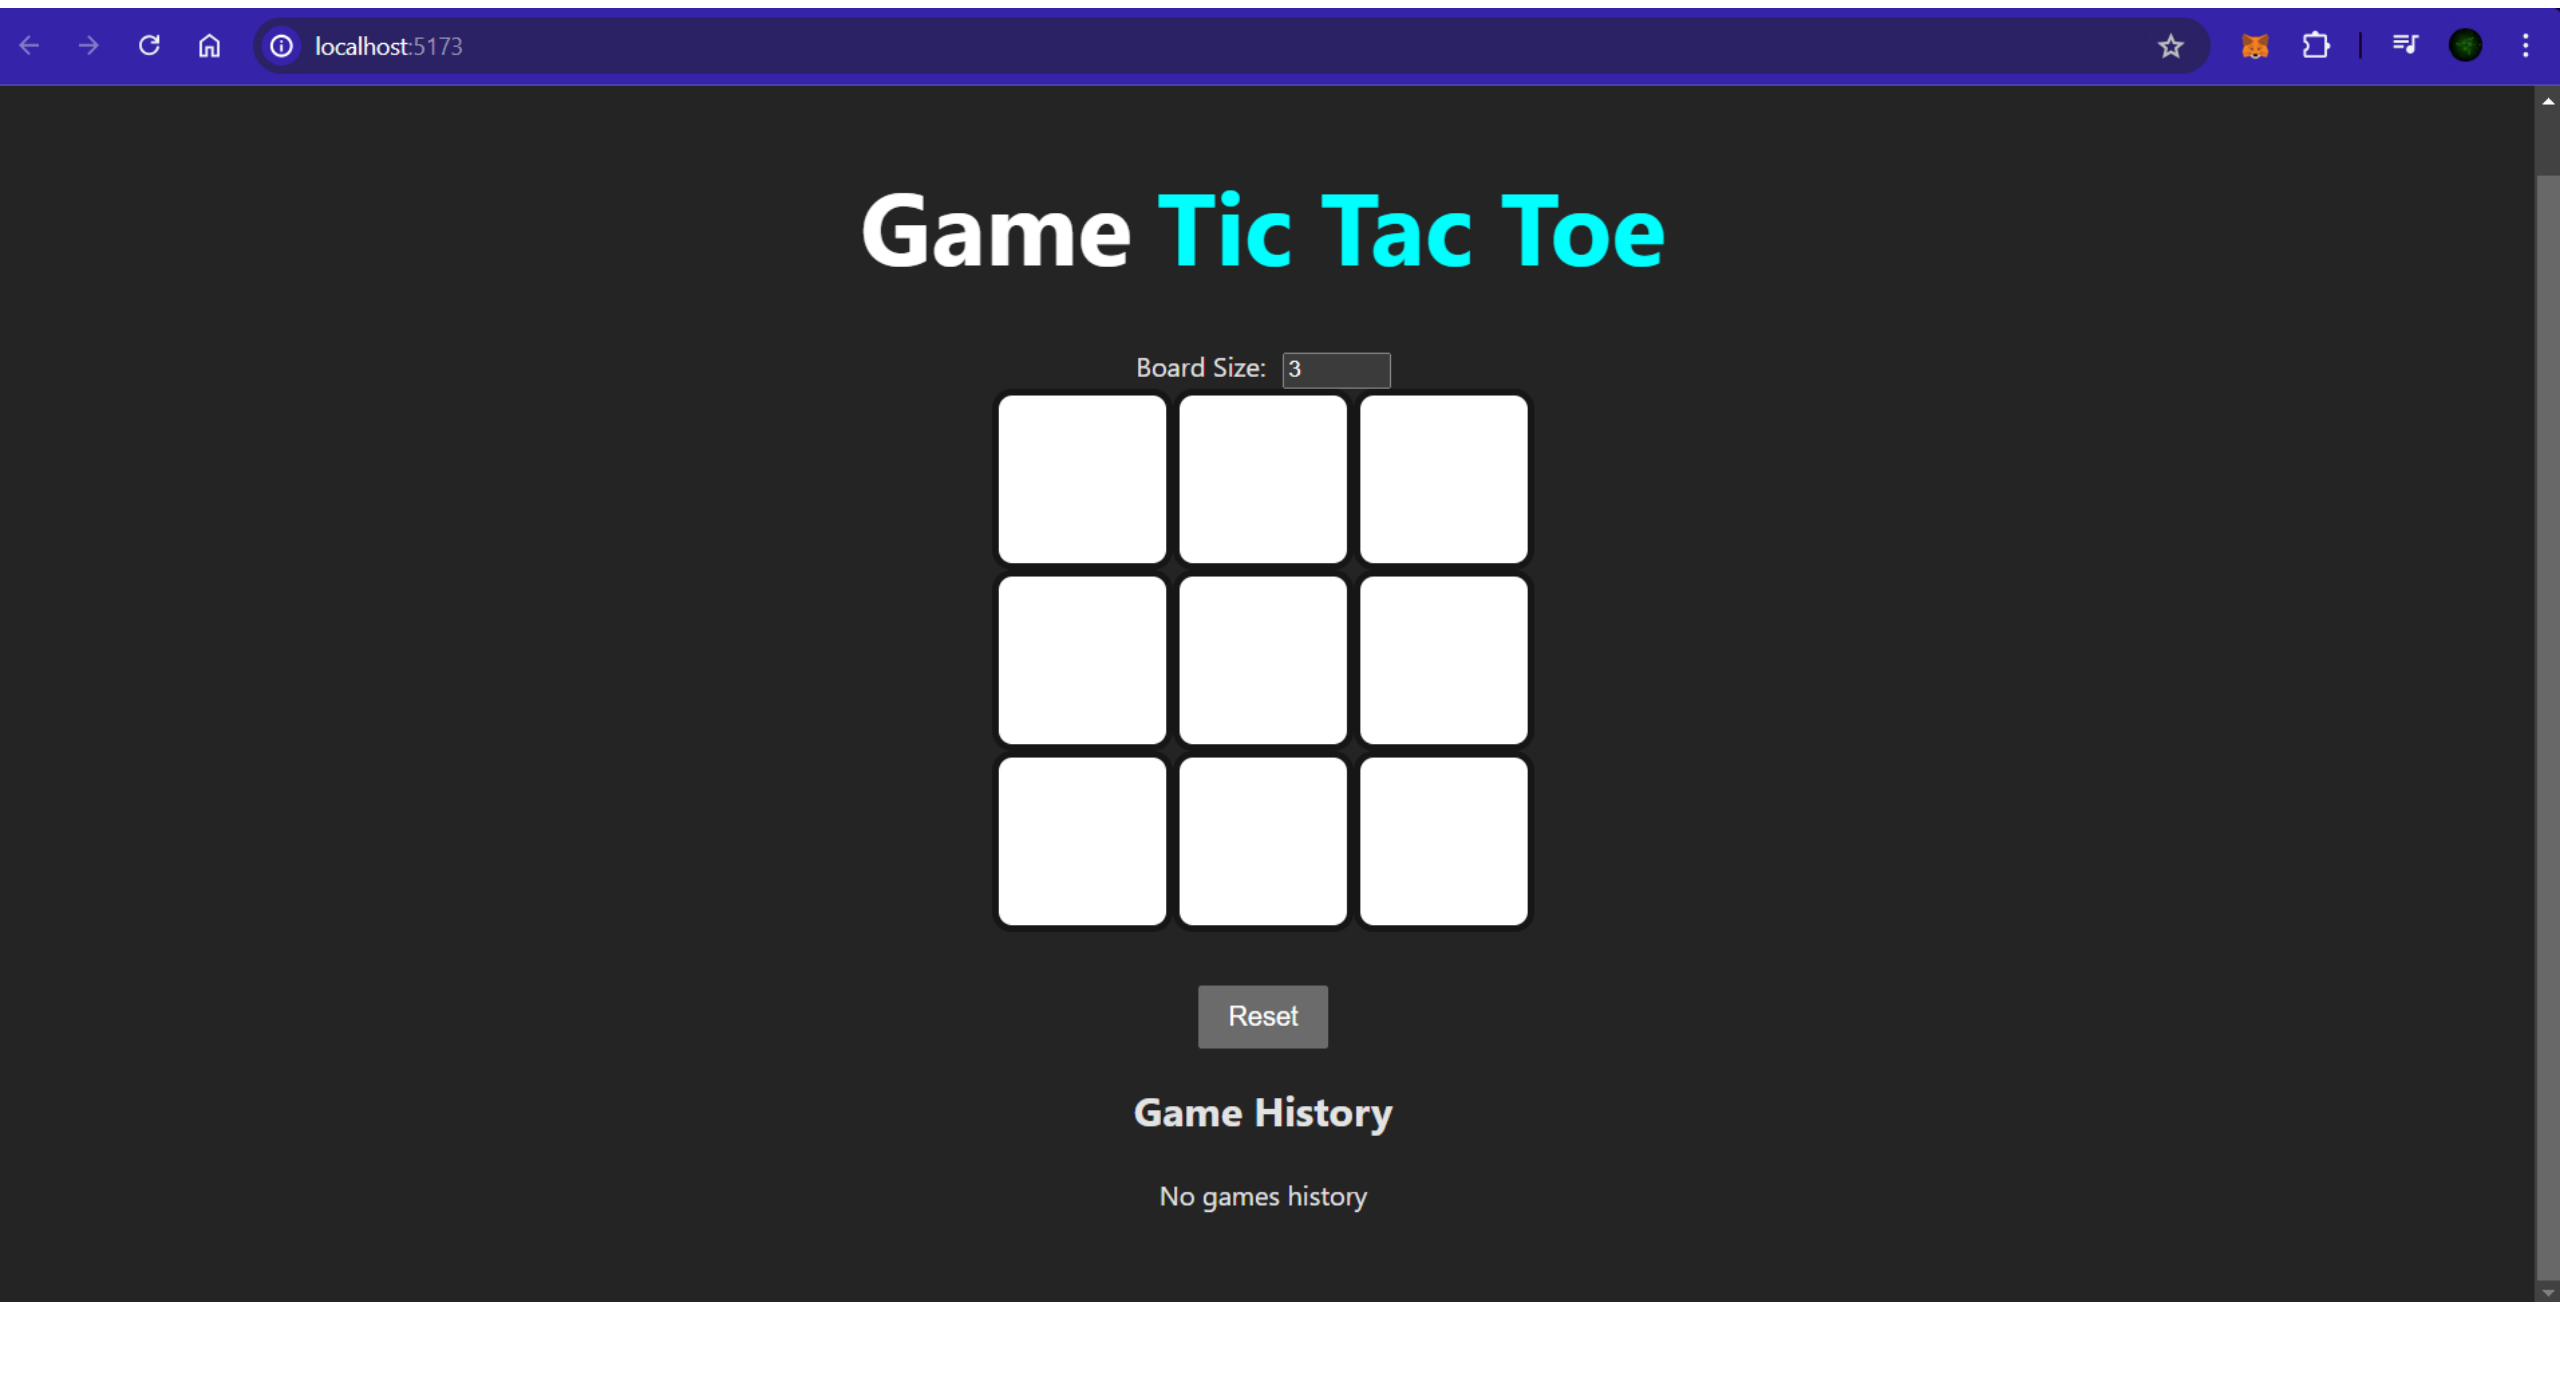 localhost:5173
Game Tic Tac Toe
Board Size: 3
Reset
Game History
No games history